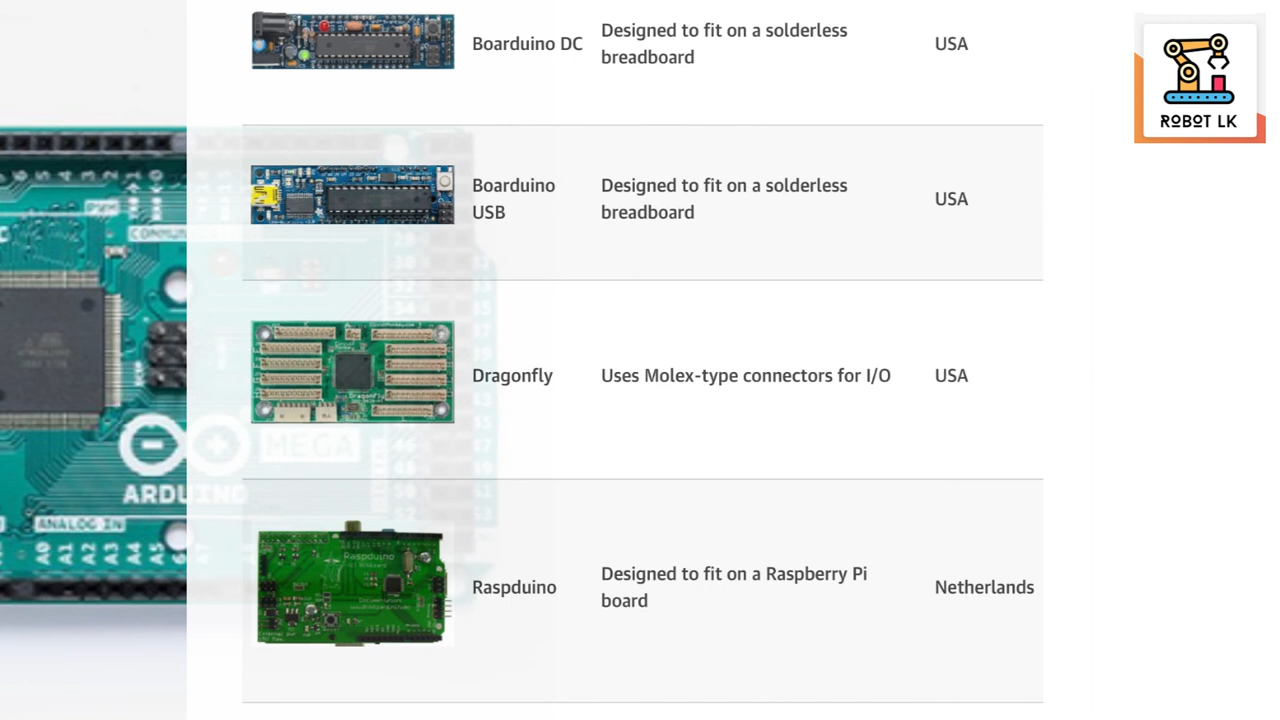 Boarduino DC
Designed to fit on a solderless
breadboard
USA
ROBOT LK
Boarduino
USB
Designed to fit on a solderless
breadboard
USA
Dragonfly
Uses Molex-type connectors for I/O
USA
Raspduino
Raspduino
Designed to fit on a Raspberry Pi
board
Netherlands
MEGA
ARDUINO
ANALOG IN
A0 A1 A2 A3 A4 A5